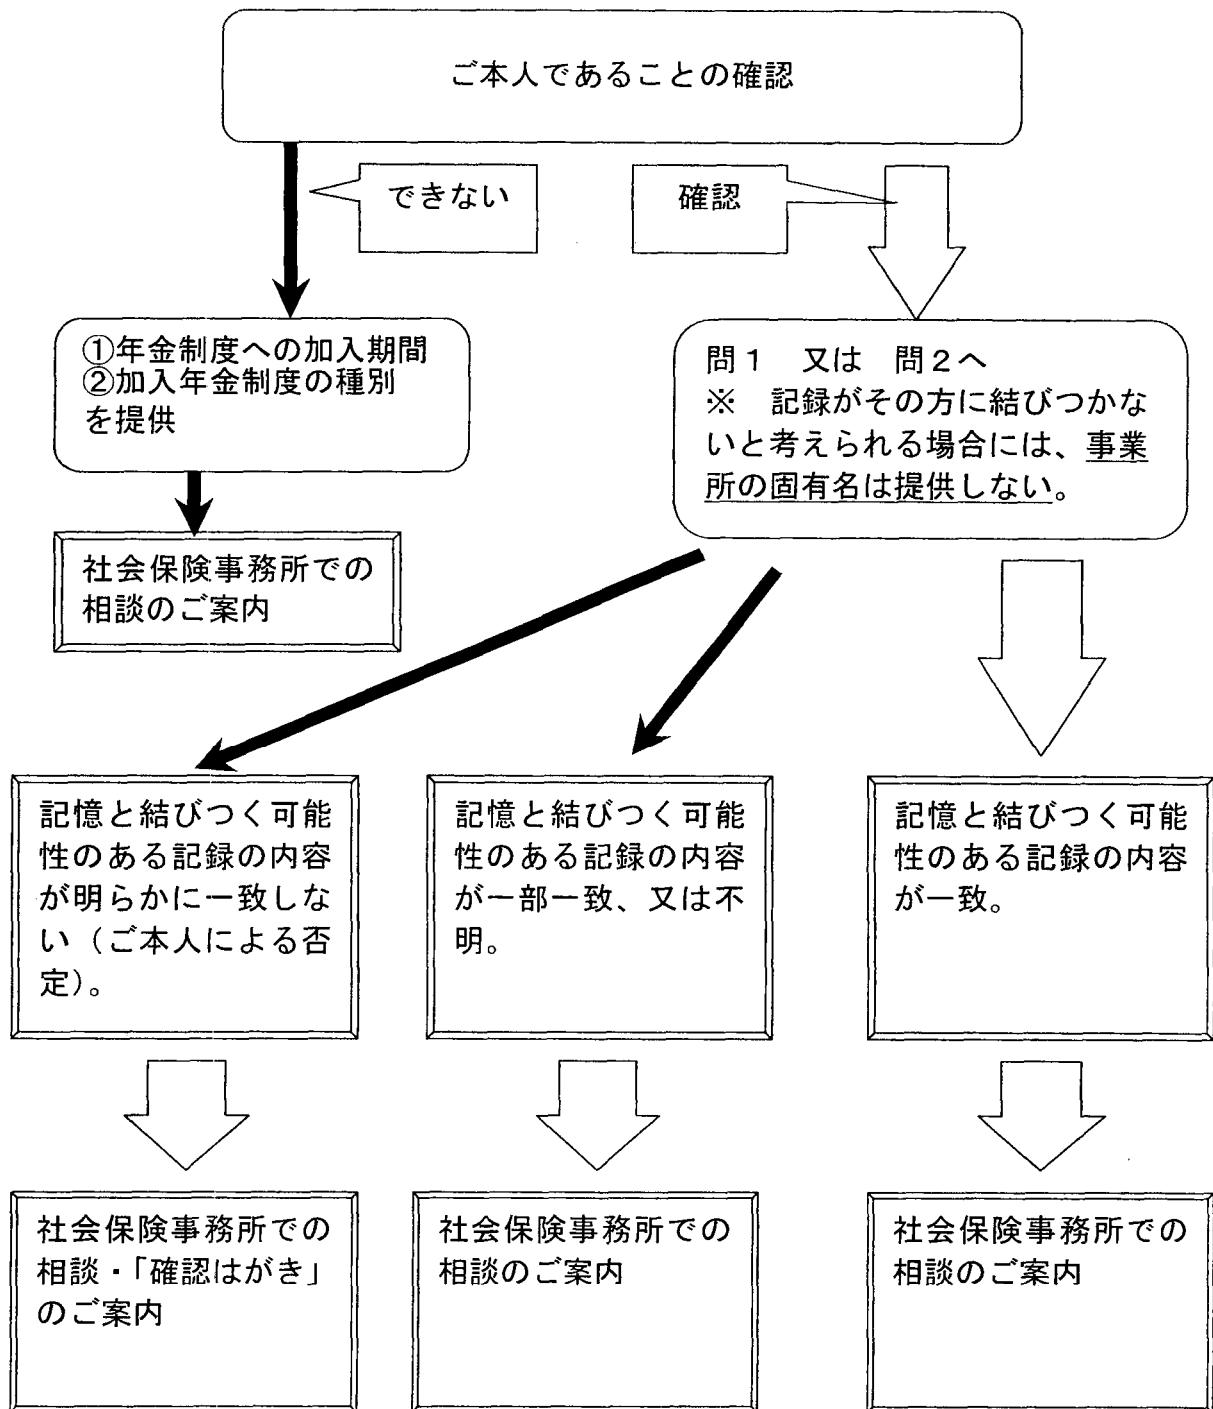 ご本人であることの確認
できない
確認
①年金制度への加入期間
②加入年金制度の種別
を提供
問1　又は　問2へ
※　記録がその方に結びつかな
いと考えられる場合には、事業
所の固有名は提供しない。
社会保険事務所での
相談のご案内
記憶と結びつく可能
性のある記録の内容
が明らかに一致しな
い（ご本人による否
定）。
記憶と結びつく可能
性のある記録の内容
が一部一致、又は不
明。
記憶と結びつく可能
性のある記録の内容
が一致。
社会保険事務所での
相談・「確認はがき」
のご案内
社会保険事務所での
相談のご案内
社会保険事務所での
相談のご案内